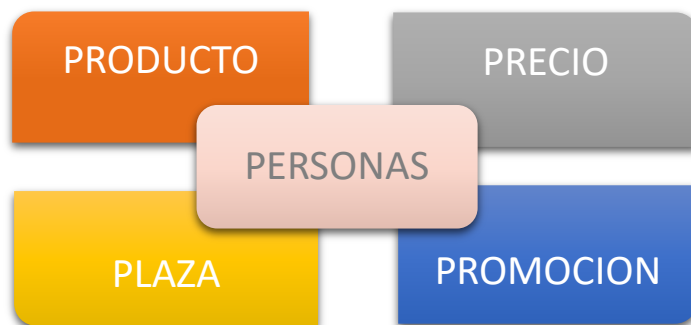 PRODUCTO
PRECIO
PERSONAS
PLAZA
PROMOCION